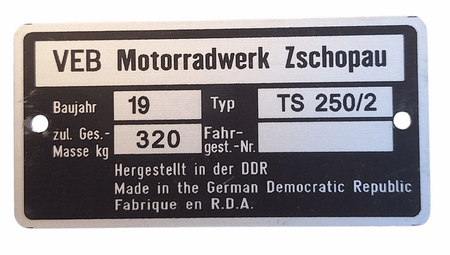 VEB Motorradwerk Zschopau
Baujahr 19 Typ TS 250/2
zul. Ges.- Masse kg 320 Fahr- gest.-Nr.
Hergestellt in der DDR
Made in the German Democratic Republic
Fabrique en R.D.A.